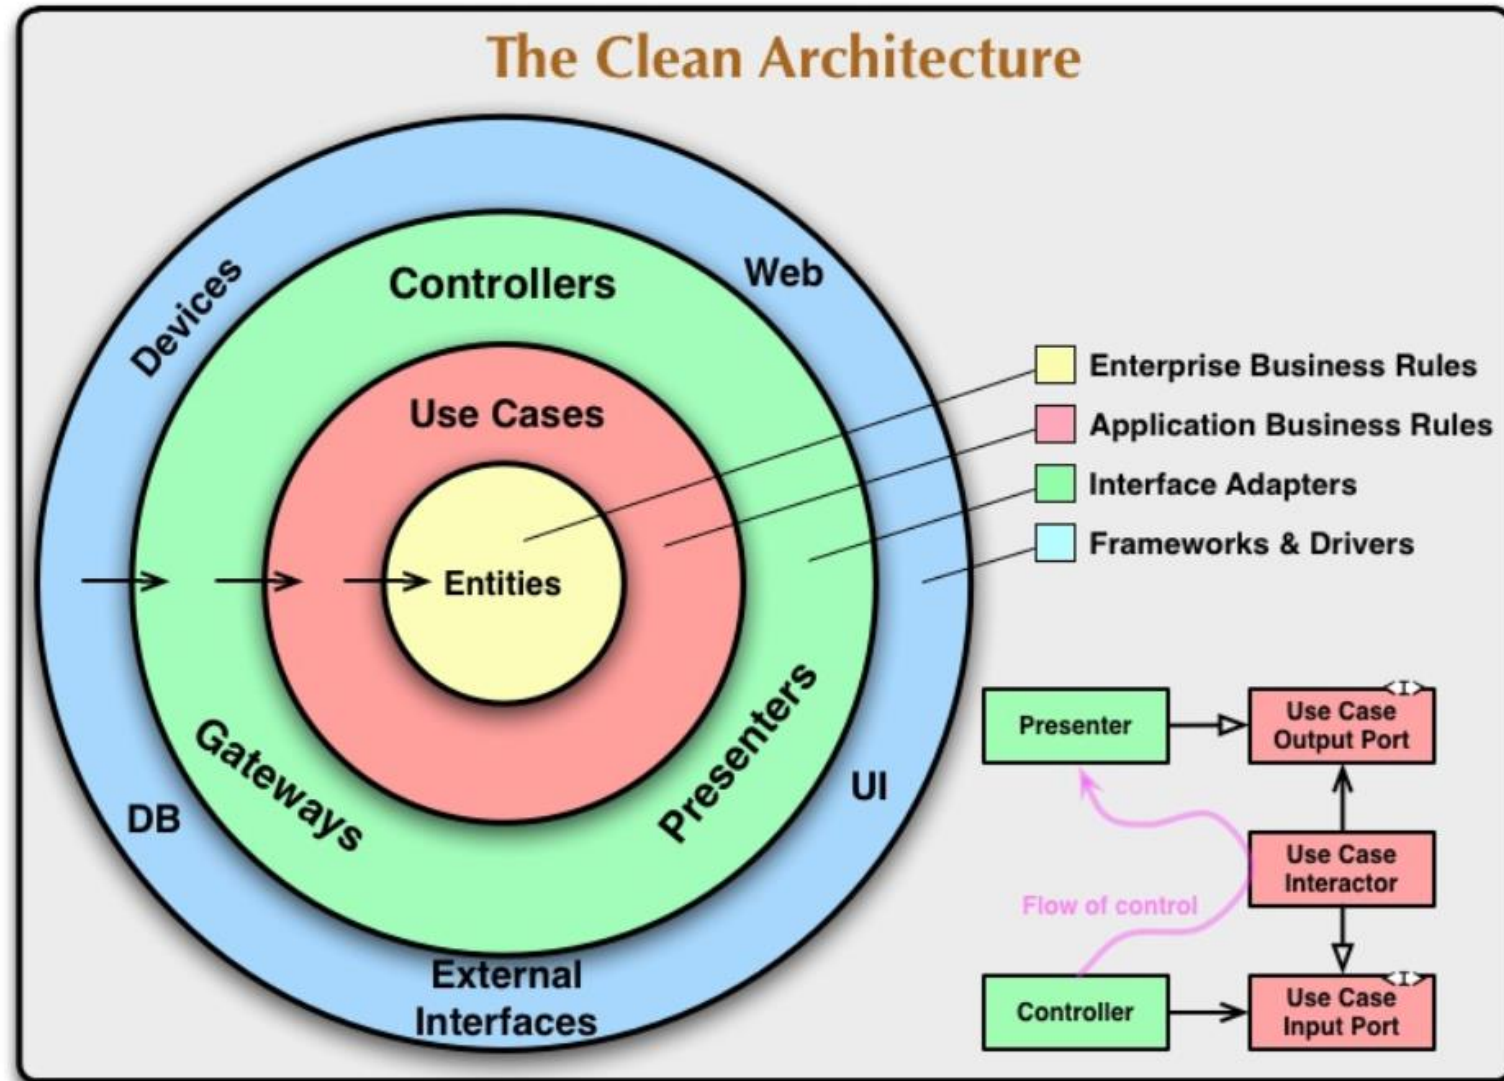 The Clean Architecture
Devices
Controllers
Web
Use Cases
Entities
Gateways
Presenters
DB
UI
External
Interfaces
Enterprise Business Rules
Application Business Rules
Interface Adapters
Frameworks & Drivers
Presenter
<I>
Use Case
Output Port
Use Case
Interactor
Flow of control
Controller
<I>
Use Case
Input Port